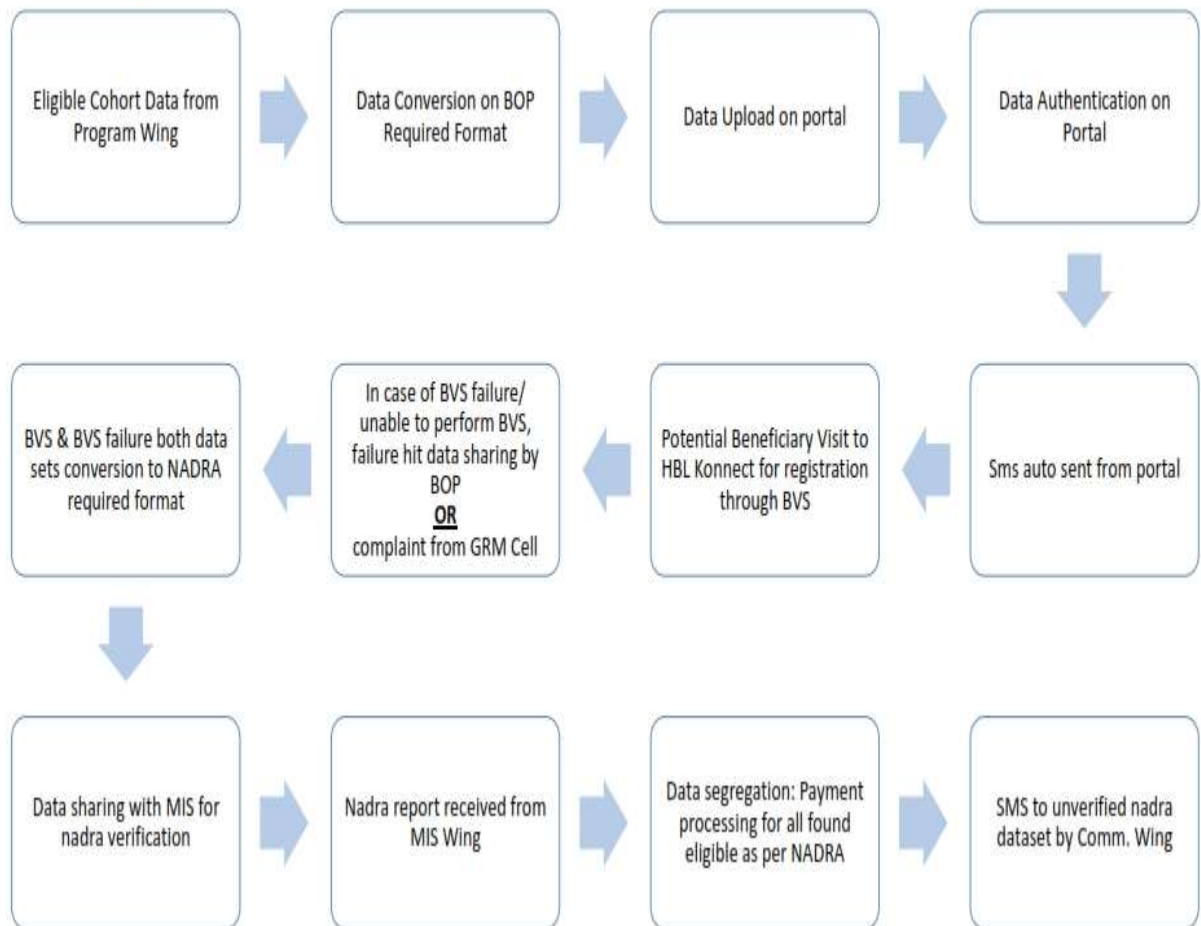 Eligible Cohort Data from
Program Wing
Data Conversion on BOP
Required Format
Data Upload on portal
Data Authentication on
Portal
Sms auto sent from portal
Potential Beneficiary Visit to
HBL Konnect for registration
through BVS
In case of BVS failure/
unable to perform BVS,
failure hit data sharing by
BOP
OR
complaint from GRM Cell
BVS & BVS failure both data
sets conversion to NADRA
required format
Data sharing with MIS for
nadra verification
Nadra report received from
MIS Wing
Data segregation: Payment
processing for all found
eligible as per NADRA
SMS to unverified nadra
dataset by Comm. Wing